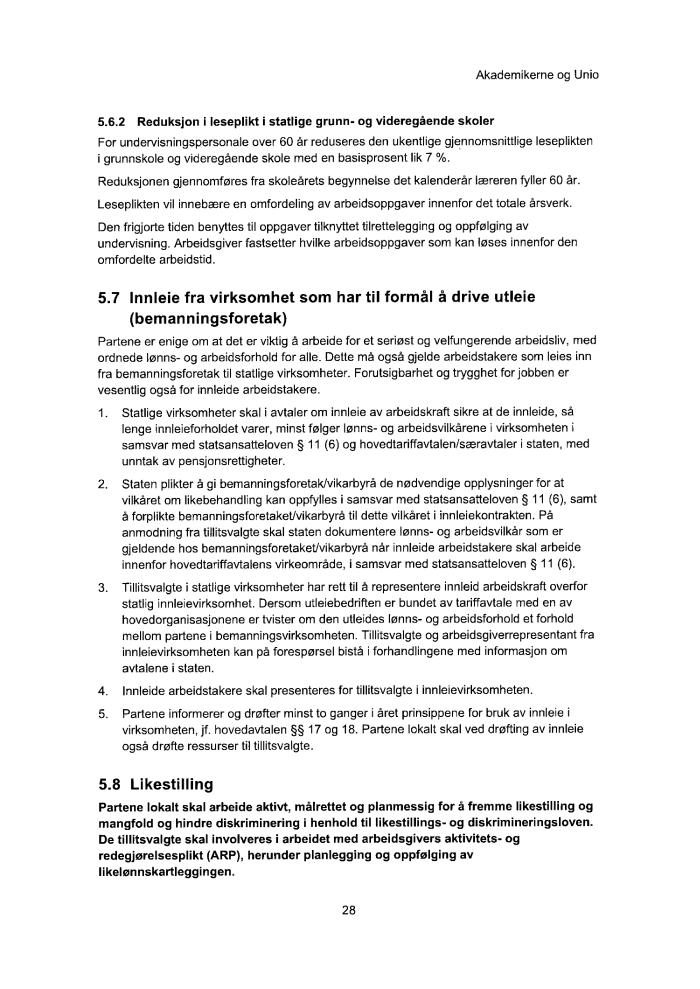 Akademikerne og Unio
5.6.2 Reduksjon i leseplikt i statlige grunn- og videregående skoler
For undervisningspersonale over 60 år reduseres den ukentlige gjennomsnittlige leseplikten
i grunnskole og videregående skole med en basisprosent lik 7 %.
Reduksjonen gjennomføres fra skoleårets begynnelse det kalenderår læreren fyller 60 år.
Leseplikten vil innebære en omfordeling av arbeidsoppgaver innenfor det totale årsverk.
Den frigjorte tiden benyttes til oppgaver tilknyttet tilrettelegging og oppfølging av
undervisning. Arbeidsgiver fastsetter hvilke arbeidsoppgaver som kan løses innenfor den
omfordelte arbeidstid.
5.7 Innleie fra virksomhet som har til formål å drive utleie
(bemanningsforetak)
Partene er enige om at det er viktig å arbeide for et seriøst og velfungerende arbeidsliv, med
ordnede lønns- og arbeidsforhold for alle. Dette må også gjelde arbeidstakere som leies inn
fra bemanningsforetak til statlige virksomheter. Forutsigbarhet og trygghet for jobben er
vesentlig også for innleide arbeidstakere.
1. Statlige virksomheter skal i avtaler om innleie av arbeidskraft sikre at de innleide, så
lenge innleieforholdet varer, minst følger lønns- og arbeidsvilkårene i virksomheten i
samsvar med statsansatteloven § 11 (6) og hovedtariffavtalen/særavtaler i staten, med
unntak av pensjonsrettigheter.
2. Staten plikter å gi bemanningsforetak/vikarbyrå de nødvendige opplysninger for at
vilkåret om likebehandling kan oppfylles i samsvar med statsansatteloven § 11 (6), samt
å forplikte bemanningsforetaket/vikarbyrå til dette vilkåret i innleiekontrakten. På
anmodning fra tillitsvalgte skal staten dokumentere lønns- og arbeidsvilkår som er
gjeldende hos bemanningsforetaket/vikarbyrå når innleide arbeidstakere skal arbeide
innenfor hovedtariffavtalens virkeområde, i samsvar med statsansatteloven § 11 (6).
3. Tillitsvalgte i statlige virksomheter har rett til å representere innleid arbeidskraft overfor
statlig innleievirksomhet. Dersom utleiebedriften er bundet av tariffavtale med en av
hovedorganisasjonene er tvister om den utleides lønns- og arbeidsforhold et forhold
mellom partene i bemanningsvirksomheten. Tillitsvalgte og arbeidsgiverrepresentant fra
innleievirksomheten kan på forespørsel bistå i forhandlingene med informasjon om
avtalene i staten.
4. Innleide arbeidstakere skal presenteres for tillitsvalgte i innleievirksomheten.
5. Partene informerer og drøfter minst to ganger i året prinsippene for bruk av innleie i
virksomheten, jf. hovedavtalen §§ 17 og 18. Partene lokalt skal ved drøfting av innleie
også drøfte ressurser til tillitsvalgte.
5.8 Likestilling
Partene lokalt skal arbeide aktivt, målrettet og planmessig for å fremme likestilling og
mangfold og hindre diskriminering i henhold til likestillings- og diskrimineringsloven.
De tillitsvalgte skal involveres i arbeidet med arbeidsgivers aktivitets- og
redegjørelsesplikt (ARP), herunder planlegging og oppfølging av
likelønnskartleggingen.
28